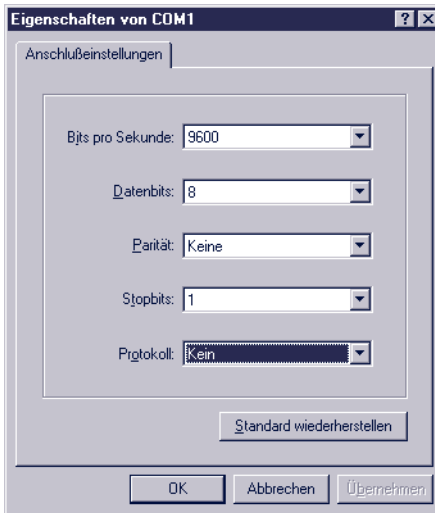 Eigenschaften von COM1
Anschlußeinstellungen
Bits pro Sekunde: 9600
Datenbits: 8
Parität: Keine
Stopbits: 1
Protokoll: Kein
Standard wiederherstellen
OK Abbrechen Übernehmen